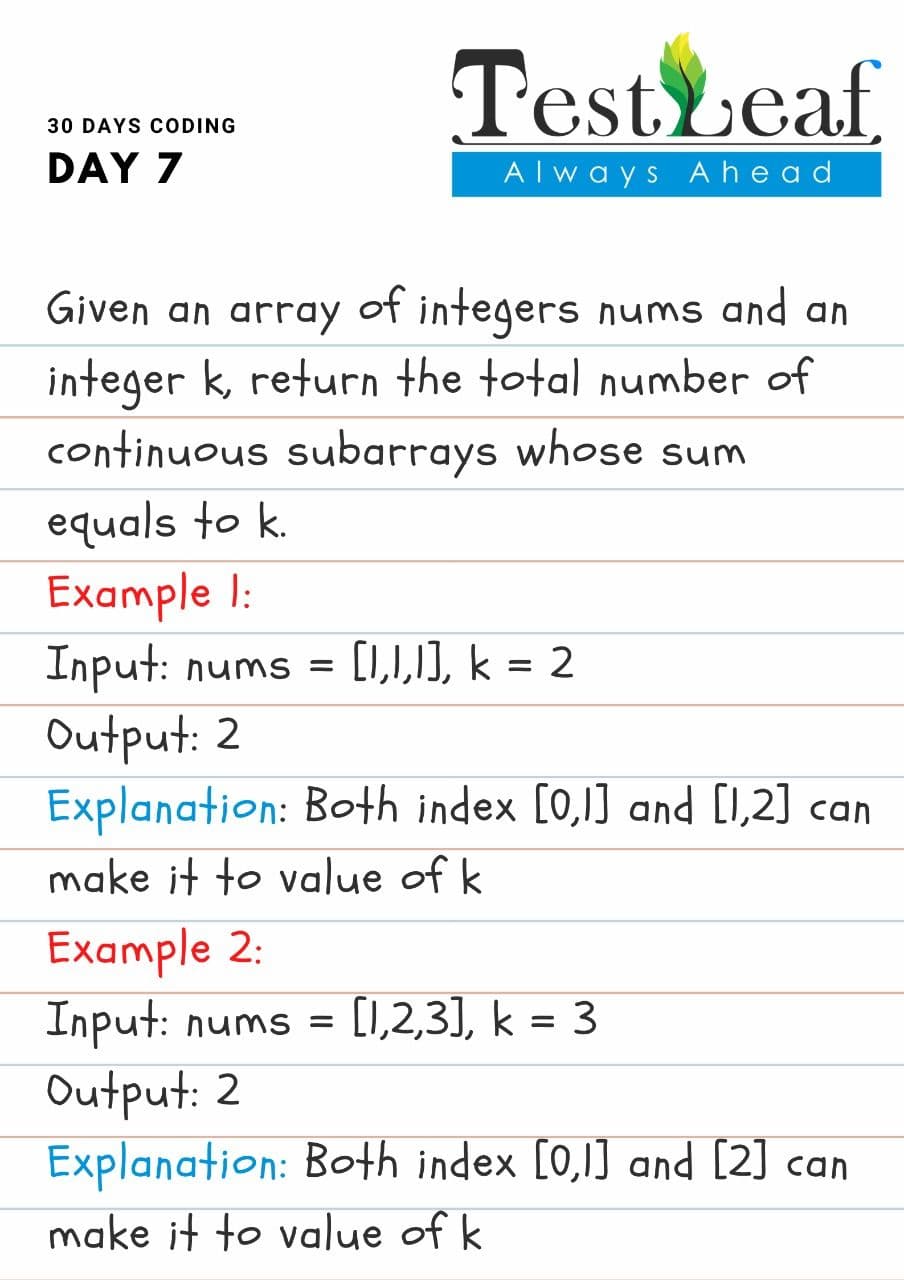 30 DAYS CODING
DAY 7
TestLeaf
Always Ahead
Given an array of integers nums and an
integer k, return the total number of
continuous subarrays whose sum
equals to k.
Example 1:
Input: nums = [1,1,1], k = 2
Output: 2
Explanation: Both index [0,1] and [1,2] can
make it to value of k
Example 2:
Input: nums = [1,2,3], k = 3
Output: 2
Explanation: Both index [0,1] and [2] can
make it to value of k